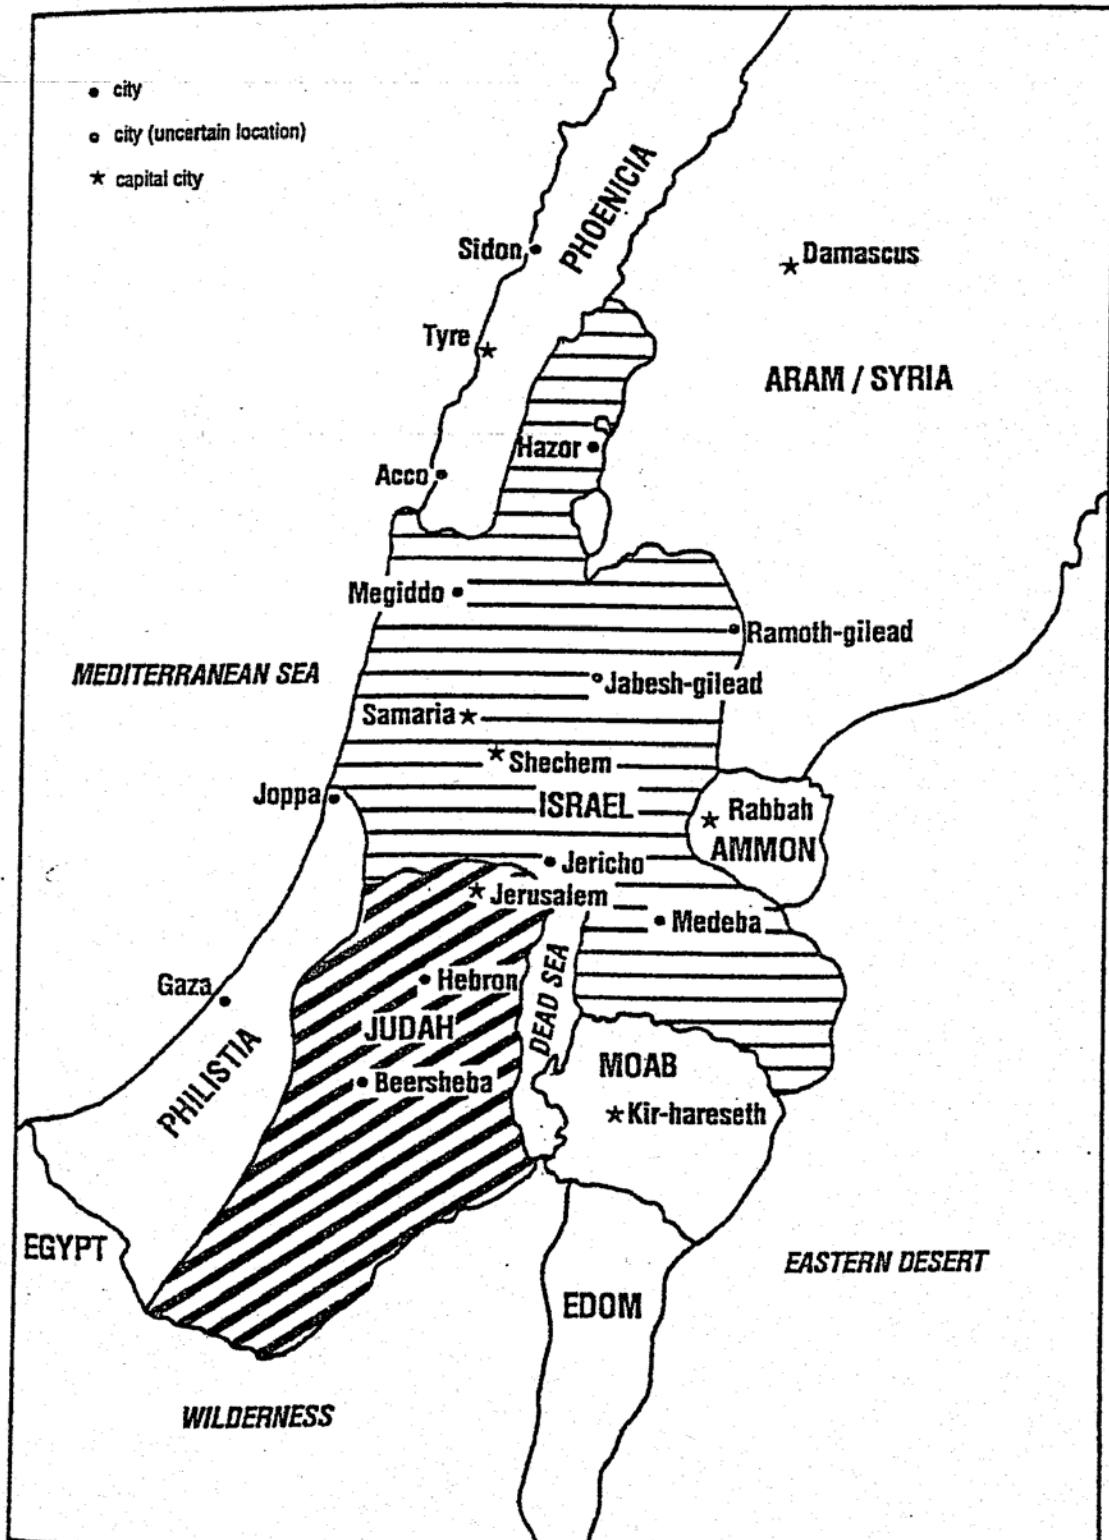 city
city (uncertain location)
capital city
PHOENICIA
Sidon
Damascus
Tyre
ARAM / SYRIA
Hazor
Acco
Megiddo
Ramoth-gilead
MEDITERRANEAN SEA
Jabesh-gilead
Samaria
Shechem
Joppa
ISRAEL
Rabbah
AMMON
Jericho
Jerusalem
Medeba
Hebron
Gaza
DEAD SEA
JUDAH
PHILISTIA
MOAB
Beersheba
Kir-hareseth
EGYPT
EASTERN DESERT
EDOM
WILDERNESS